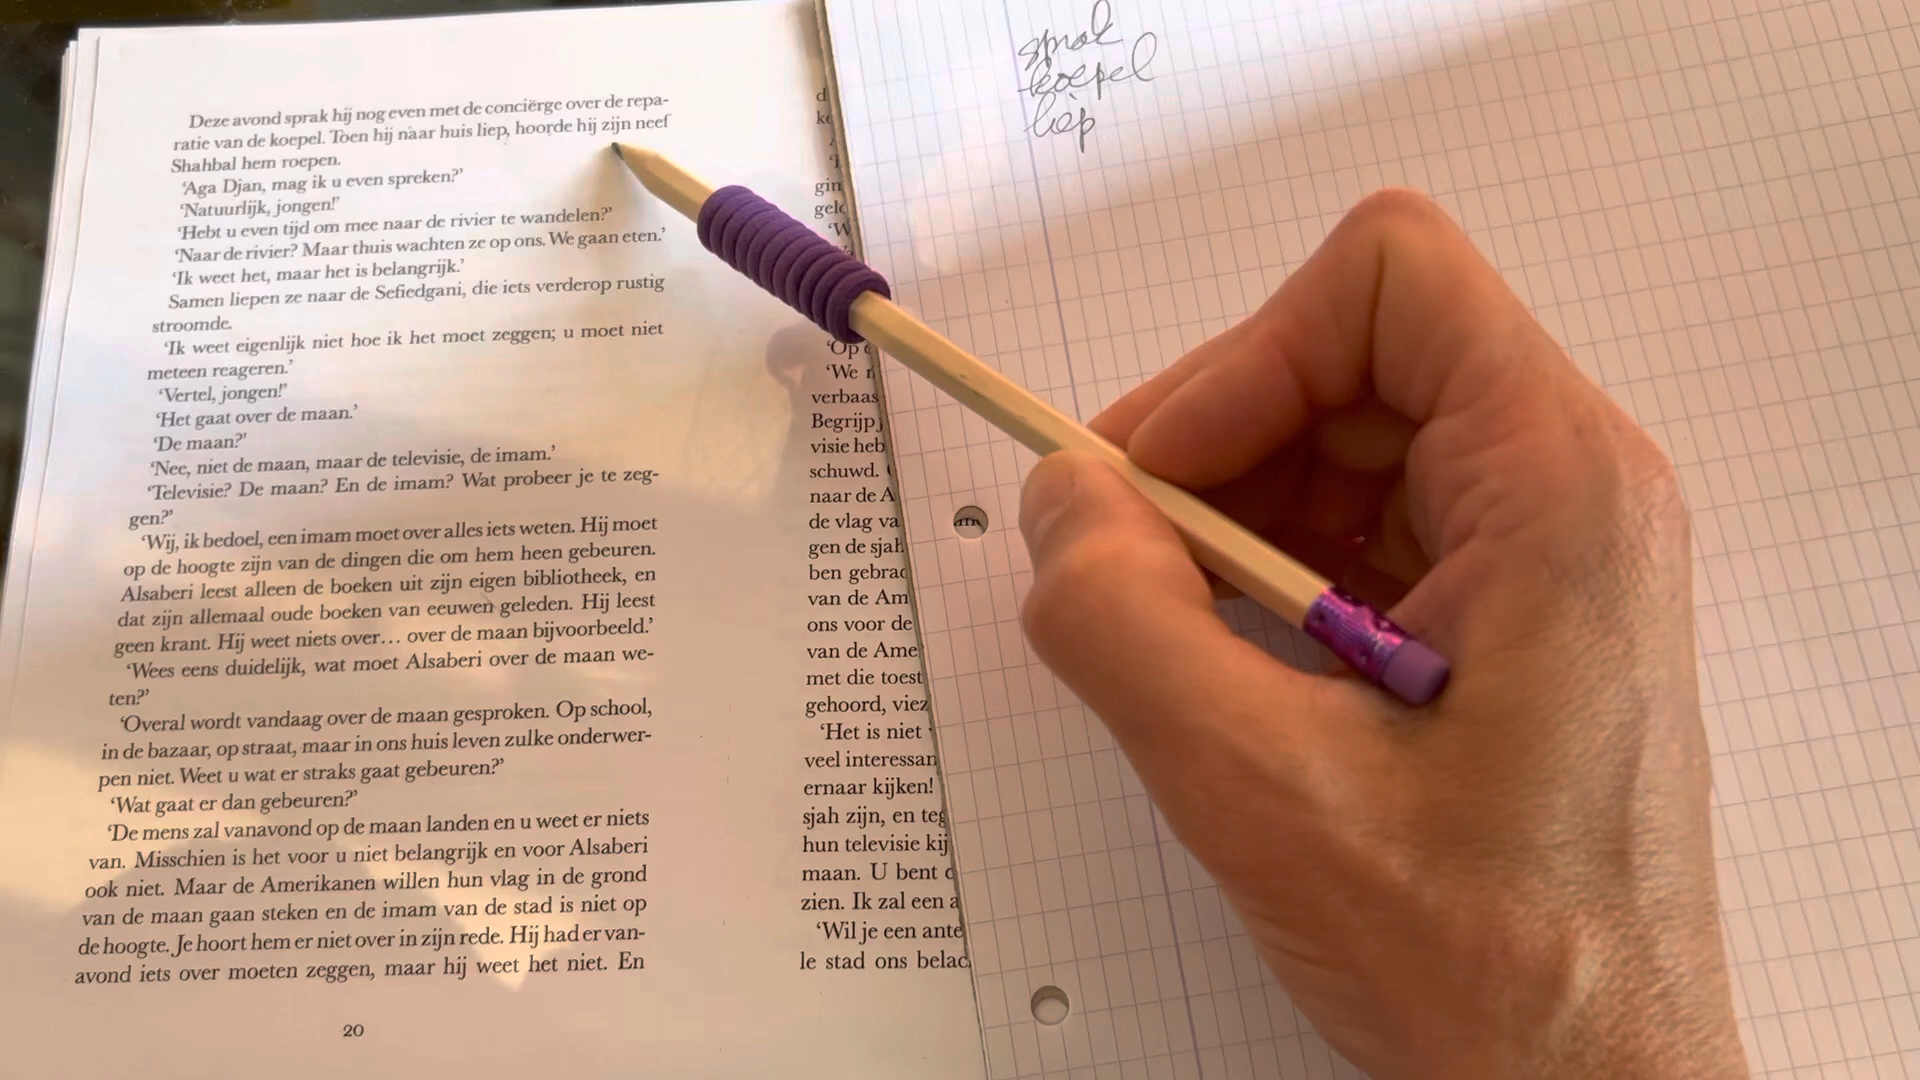 Deze avond sprak hij nog even met de conciërge over de repa-
ratie van de koepel. Toen hij naar huis liep, hoorde hij zijn neef
Shahbal hem roepen.
‘Aga Djan, mag ik u even spreken?’
‘Natuurlijk, jongen!’
‘Hebt u even tijd om mee naar de rivier te wandelen?’
‘Naar de rivier? Maar thuis wachten ze op ons. We gaan eten.’
‘Ik weet het, maar het is belangrijk.’
Samen liepen ze naar de Sefiedgani, die iets verderop rustig
stroomde.
‘Ik weet eigenlijk niet hoe ik het moet zeggen; u moet niet
meteen reageren.’
‘Vertel, jongen!’
‘Het gaat over de maan.’
‘De maan?’
‘Nee, niet de maan, maar de televisie, de imam.’
‘Televisie? De maan? En de imam? Wat probeer je te zeg-
gen?’
‘Wij, ik bedoel, een imam moet over alles iets weten. Hij moet
op de hoogte zijn van de dingen die om hem heen gebeuren.
Alsaberi leest alleen de boeken uit zijn eigen bibliotheek, en
dat zijn allemaal oude boeken van eeuwen geleden. Hij leest
geen krant. Hij weet niets over… over de maan bijvoorbeeld.’
‘Wees eens duidelijk, wat moet Alsaberi over de maan we-
ten?’
‘Overal wordt vandaag over de maan gesproken. Op school,
in de bazaar, op straat, maar in ons huis leven zulke onderwer-
pen niet. Weet u wat er straks gaat gebeuren?’
‘Wat gaat er dan gebeuren?’
‘De mens zal vanavond op de maan landen en u weet er niets
van. Misschien is het voor u niet belangrijk en voor Alsaberi
ook niet. Maar de Amerikanen willen hun vlag in de grond
van de maan gaan steken en de imam van de stad is niet op
de hoogte. Je hoort hem er niet over in zijn rede. Hij had er van-
avond iets over moeten zeggen, maar hij weet het niet. En
20
d
gin
‘Op
‘We
verbaas
Begrijp
visie heb
schuwd.
naar de A
de vlag va
gen de sjah
ben gebrac
van de Am
ons voor de
van de Ame
met die toest
gehoord, viez
‘Het is niet
veel interessan
ernaar kijken!
sjah zijn, en teg
hun televisie kij
maan. U bent
zien. Ik zal een a
‘Wil je een ante
le stad ons belac
sprak
koepel
liep